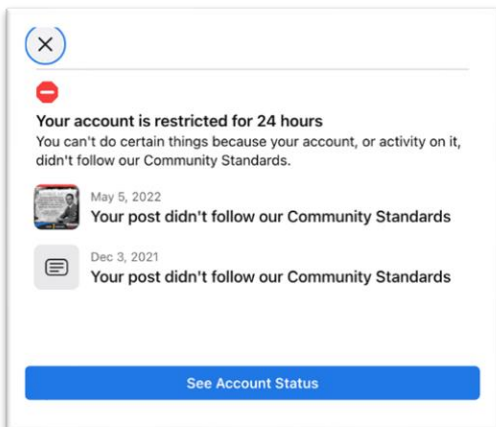 Your account is restricted for 24 hours
You can't do certain things because your account, or activity on it,
didn't follow our Community Standards.
May 5, 2022
Your post didn't follow our Community Standards
Dec 3, 2021
Your post didn't follow our Community Standards
See Account Status